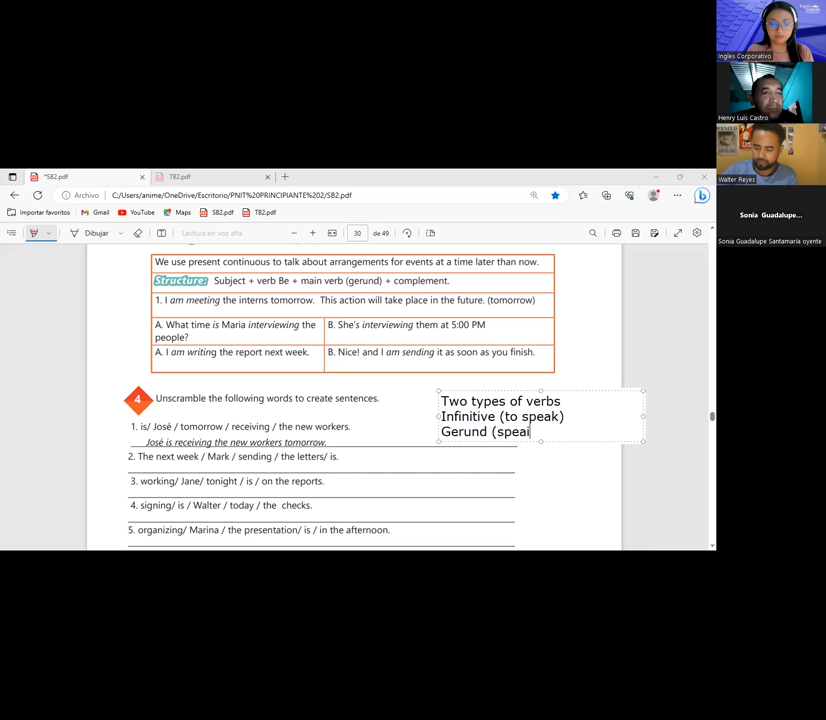 Ingles Corporativo
Henry Luis Castro
Walter Reyes
Sonia Guadalupe...
Sonia Guadalupe Santamaría oyente
*SB2.pdf
TB2.pdf
Archivo
C:/Users/anime/OneDrive/Escritorio/PNIT%20PRINCIPIANTE%202/SB2.pdf
Importar favoritos
Gmail
YouTube
Maps
SB2.pdf
TB2.pdf
Dibujar
Lectura en voz alta
30
de 49
We use present continuous to talk about arrangements for events at a time later than now.
Structure: Subject + verb Be + main verb (gerund) + complement.
1. I am meeting the interns tomorrow. This action will take place in the future. (tomorrow)
A. What time is Maria interviewing the
people?
B. She's interviewing them at 5:00 PM
A. I am writing the report next week.
B. Nice! and I am sending it as soon as you finish.
4 Unscramble the following words to create sentences.
1. is/ José / tomorrow / receiving / the new workers.
José is receiving the new workers tomorrow.
2. The next week / Mark / sending / the letters/ is.
3. working/ Jane/ tonight / is / on the reports.
4. signing/ is / Walter / today / the checks.
5. organizing/ Marina / the presentation/ is / in the afternoon.
Two types of verbs
Infinitive (to speak)
Gerund (speai